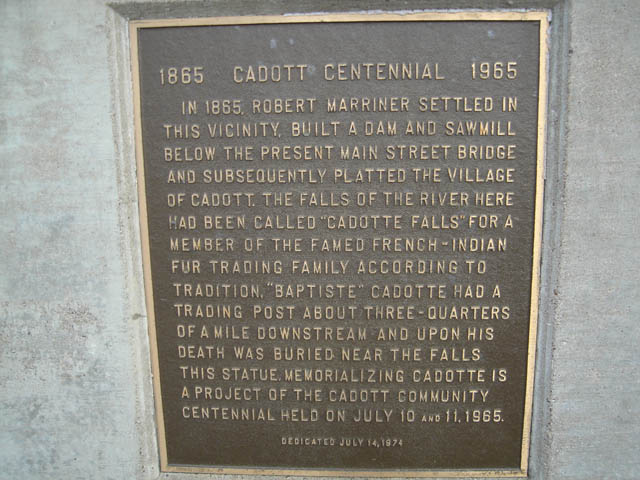 1865 CADOTT CENTENNIAL 1965
IN 1865, ROBERT MARRINER SETTLED IN
THIS VICINITY, BUILT A DAM AND SAWMILL
BELOW THE PRESENT MAIN STREET BRIDGE
AND SUBSEQUENTLY PLATTED THE VILLAGE
OF CADOTT. THE FALLS OF THE RIVER HERE
HAD BEEN CALLED "CADOTTE FALLS" FOR A
MEMBER OF THE FAMED FRENCH-INDIAN
FUR TRADING FAMILY ACCORDING TO
TRADITION, "BAPTISTE" CADOTTE HAD A
TRADING POST ABOUT THREE-QUARTERS
OF A MILE DOWNSTREAM AND UPON HIS
DEATH WAS BURIED NEAR THE FALLS
THIS STATUE, MEMORIALIZING CADOTTE IS
A PROJECT OF THE CADOTT COMMUNITY
CENTENNIAL HELD ON JULY 10 AND 11, 1965.
DEDICATED JULY 14, 1974